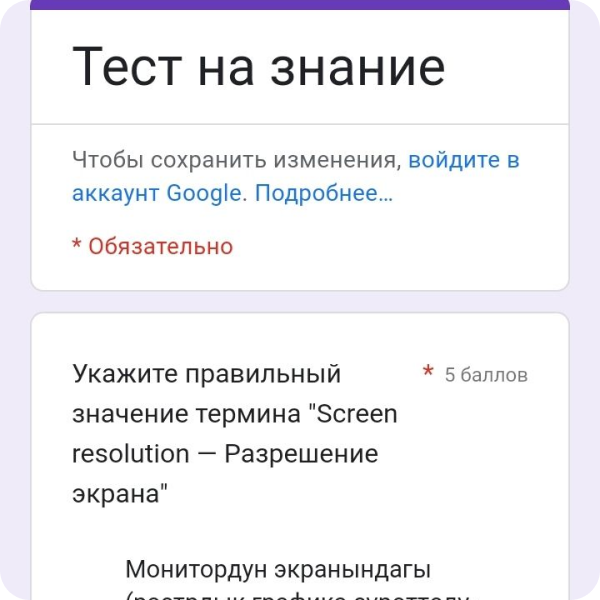 Тест на знание
Чтобы сохранить изменения, войдите в
аккаунт Google. Подробнее…
* Обязательно
Укажите правильный * 5 баллов
значение термина "Screen
resolution — Разрешение
экрана"
Монитордун экранындагы